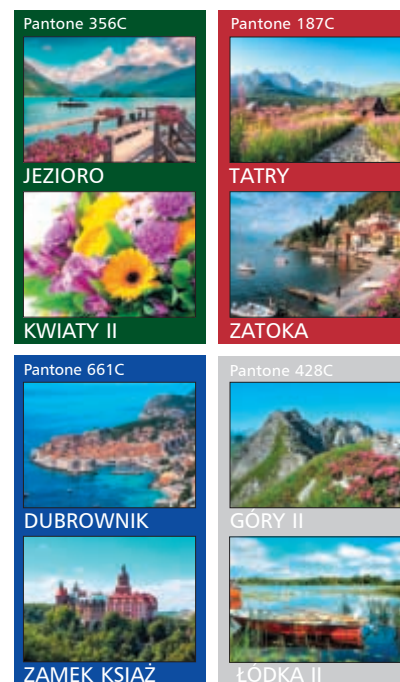 Pantone 356C
JEZIORO
KWIATY II
Pantone 187C
TATRY
ZATOKA
Pantone 661C
DUBROWNIK
ZAMEK KSIĄŻ
Pantone 428C
GÓRY II
ŁÓDKA II